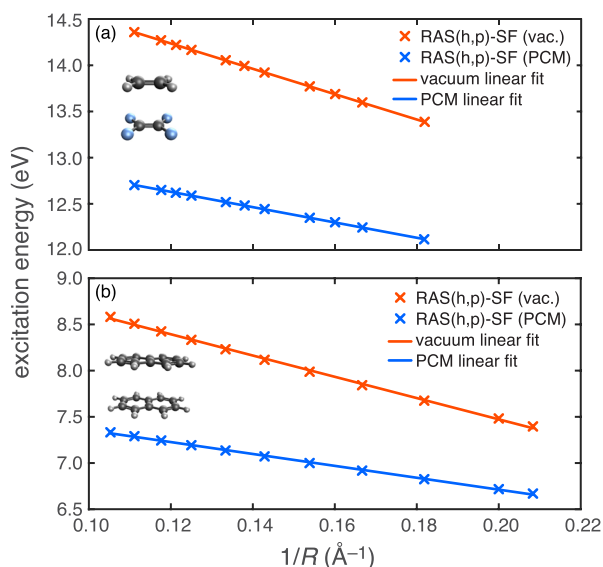 (a)
RAS(h,p)-SF (vac.)
RAS(h,p)-SF (PCM)
vacuum linear fit
PCM linear fit
14.5
14.0
13.5
13.0
12.5
12.0
excitation energy (eV)
(b)
RAS(h,p)-SF (vac.)
RAS(h,p)-SF (PCM)
vacuum linear fit
PCM linear fit
9.0
8.5
8.0
7.5
7.0
6.5
0.10 0.12 0.14 0.16 0.18 0.20 0.22
1/R (Å⁻¹)